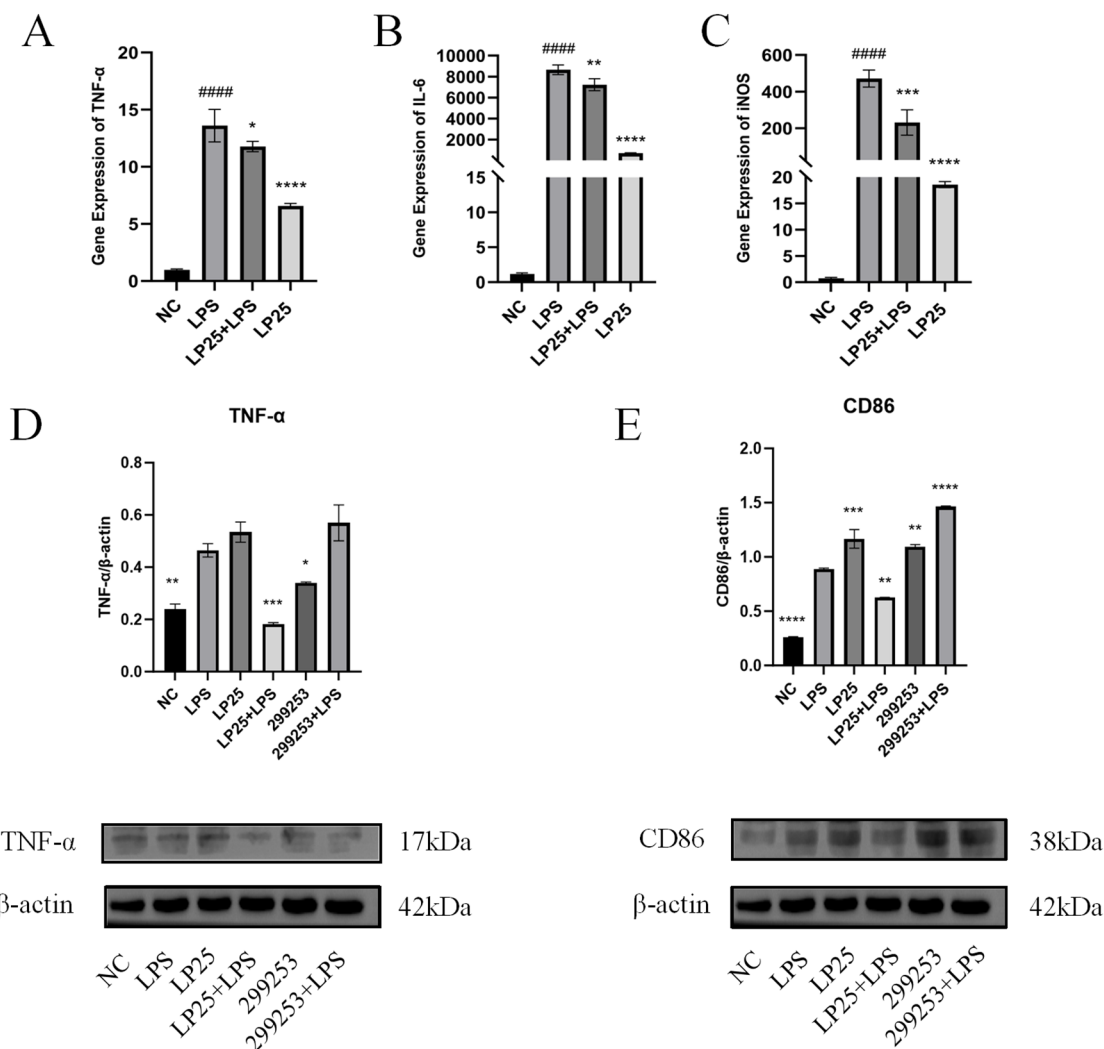 A
Gene Expression of TNF-α
20
15
10
5
0
####
*
****
NC
LPS
LP25+LPS
LP25
B
Gene Expression of IL-6
10000
8000
6000
4000
2000
15
10
5
0
####
**
****
NC
LPS
LP25+LPS
LP25
C
Gene Expression of iNOS
600
400
200
20
15
10
5
0
####
***
****
NC
LPS
LP25+LPS
LP25
D
TNF-α
TNF-α/β-actin
0.8
0.6
0.4
0.2
0.0
**
***
*
NC
LPS
LP25
LP25+LPS
299253
299253+LPS
E
CD86
CD86/β-actin
2.0
1.5
1.0
0.5
0.0
****
***
**
**
****
NC
LPS
LP25
LP25+LPS
299253
299253+LPS
TNF-α 17kDa
β-actin 42kDa
NC
LPS
LP25
LP25+LPS
299253
299253+LPS
CD86 38kDa
β-actin 42kDa
NC
LPS
LP25
LP25+LPS
299253
299253+LPS